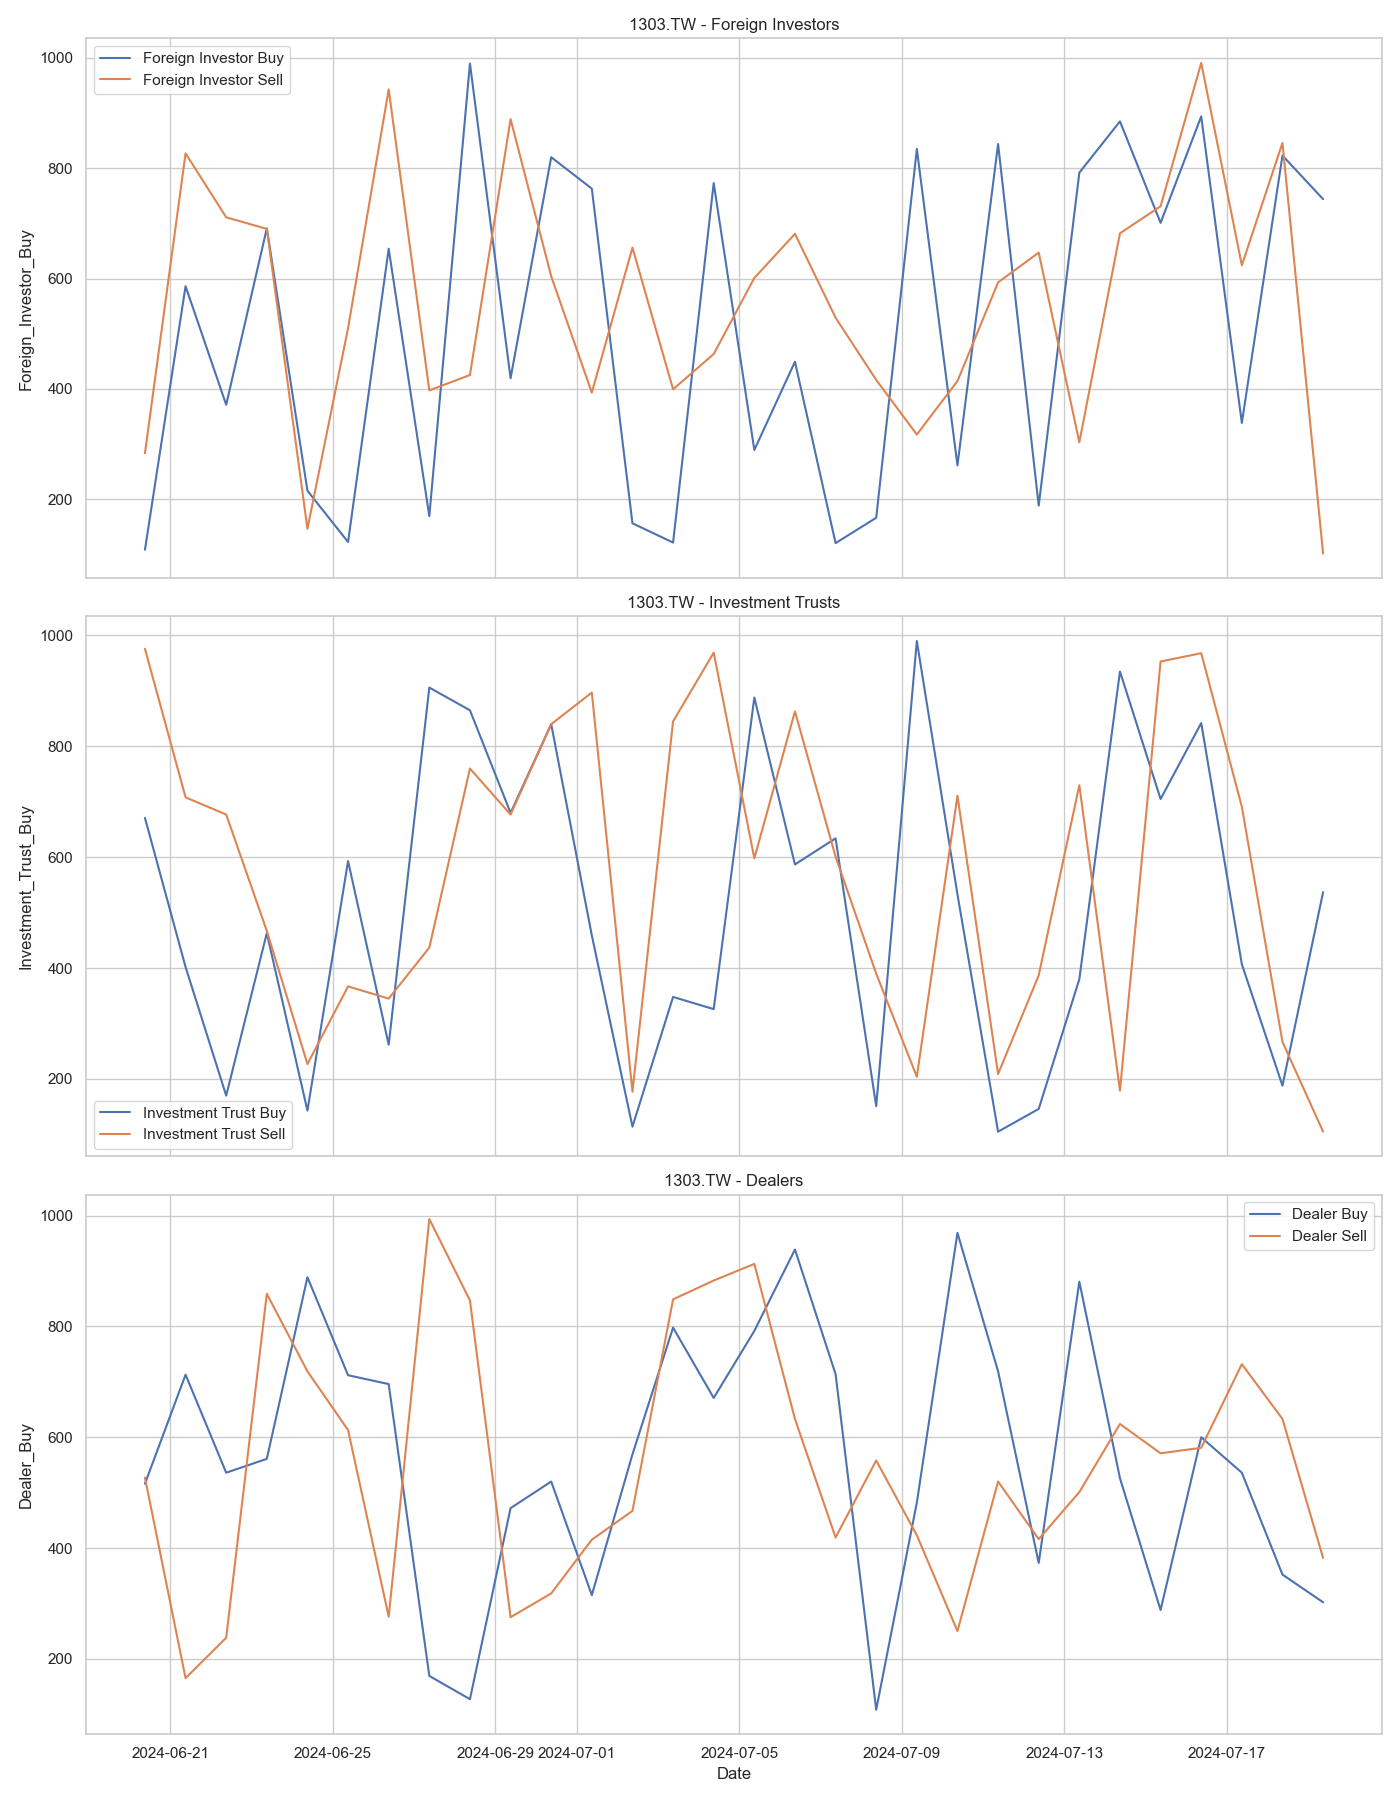 1303.TW - Foreign Investors
Foreign Investor Buy
Foreign Investor Sell
Foreign_Investor_Buy
1000
800
600
400
200
1303.TW - Investment Trusts
Investment_Trust_Buy
1000
800
600
400
200
Investment Trust Buy
Investment Trust Sell
1303.TW - Dealers
Dealer Buy
Dealer Sell
Dealer_Buy
1000
800
600
400
200
2024-06-21 2024-06-25 2024-06-29 2024-07-01 2024-07-05 2024-07-09 2024-07-13 2024-07-17
Date